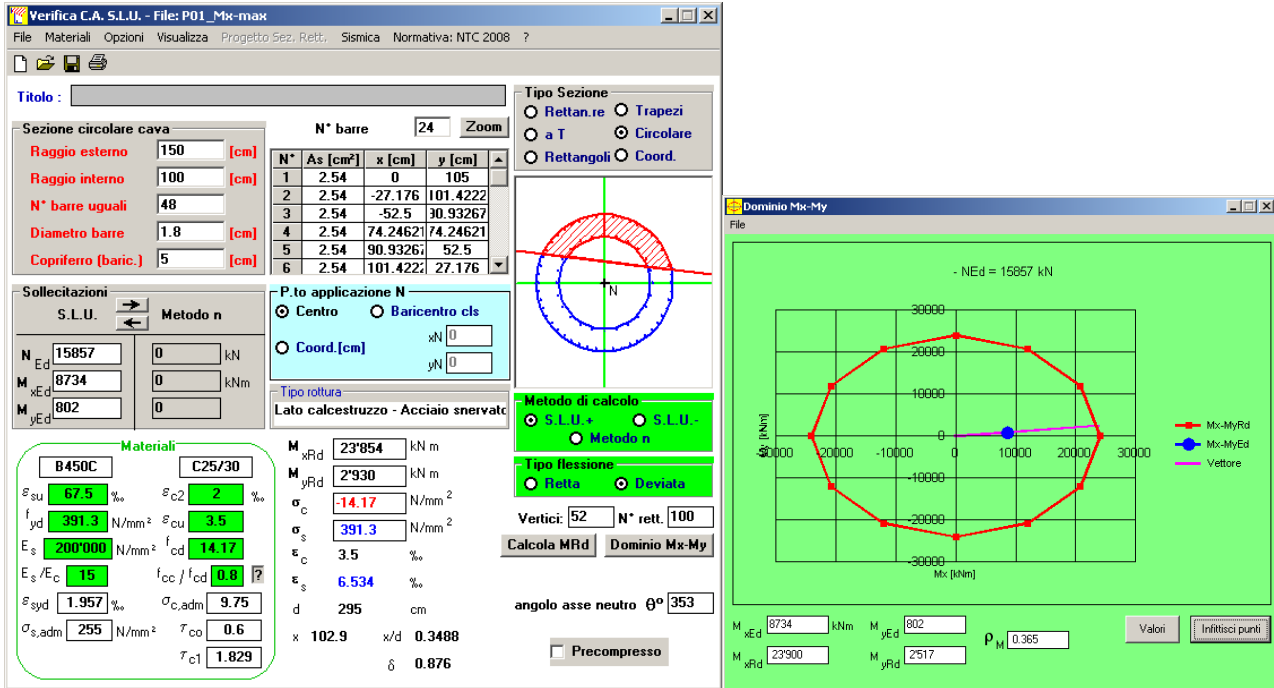 Verifica C.A. S.L.U. - File: P01_Mx-max
File Materiali Opzioni Visualizza Progetto Sez. Rett. Sismica Normativa: NTC 2008 ?
Titolo :
Sezione circolare cava
Raggio esterno 150 [cm]
Raggio interno 100 [cm]
N° barre uguali 48
Diametro barre 1.8 [cm]
Copriferro (baric.) 5 [cm]
N° barre 24 Zoom
N° As [cm²] x [cm] y [cm]
1 2.54 0 105
2 2.54 -27.176 101.4222
3 2.54 -52.5 90.93267
4 2.54 74.24621 74.24621
5 2.54 90.9326 52.5
6 2.54 101.422 27.176
Tipo Sezione
Rettan.re Trapezi
a T Circolare
Rettangoli Coord.
N
Sollecitazioni
S.L.U. Metodo n
N Ed 15857 0 kN
M xEd 8734 0 kNm
M yEd 802 0
P.to applicazione N
Centro Baricentro cls
Coord.[cm] xN 0
yN 0
Tipo rottura
Lato calcestruzzo - Acciaio snervato
Metodo di calcolo
S.L.U.+ S.L.U.-
Metodo n
Tipo flessione
Retta Deviata
Vertici: 52 N° rett. 100
Calcola MRd Dominio Mx-My
angolo asse neutro θ° 353
Precompresso
Materiali
B450C C25/30
εsu 67.5 ‰ εc2 2 ‰
fyd 391.3 N/mm² εcu 3.5
Es 200'000 N/mm² fcd 14.17
Es/Ec 15 fcc / fcd 0.8 ?
εsyd 1.957 ‰ σc,adm 9.75
σs,adm 255 N/mm² τco 0.6
τc1 1.829
M xRd 23'854 kN m
M yRd 2'930 kN m
σc -14.17 N/mm²
σs 391.3 N/mm²
εc 3.5 ‰
εs 6.534 ‰
d 295 cm
x 102.9 x/d 0.3488
δ 0.876
Dominio Mx-My
File
- NEd = 15857 kN
30000
20000
10000
0
-10000
-20000
-30000
-20000 -10000 0 10000 20000 30000
Mx [kNm]
Mx-MyRd
Mx-MyEd
Vettore
M xEd 8734 kNm M yEd 802
M xRd 23'900 M yRd 2'517
ρM 0.365
Valori Infittisci punti